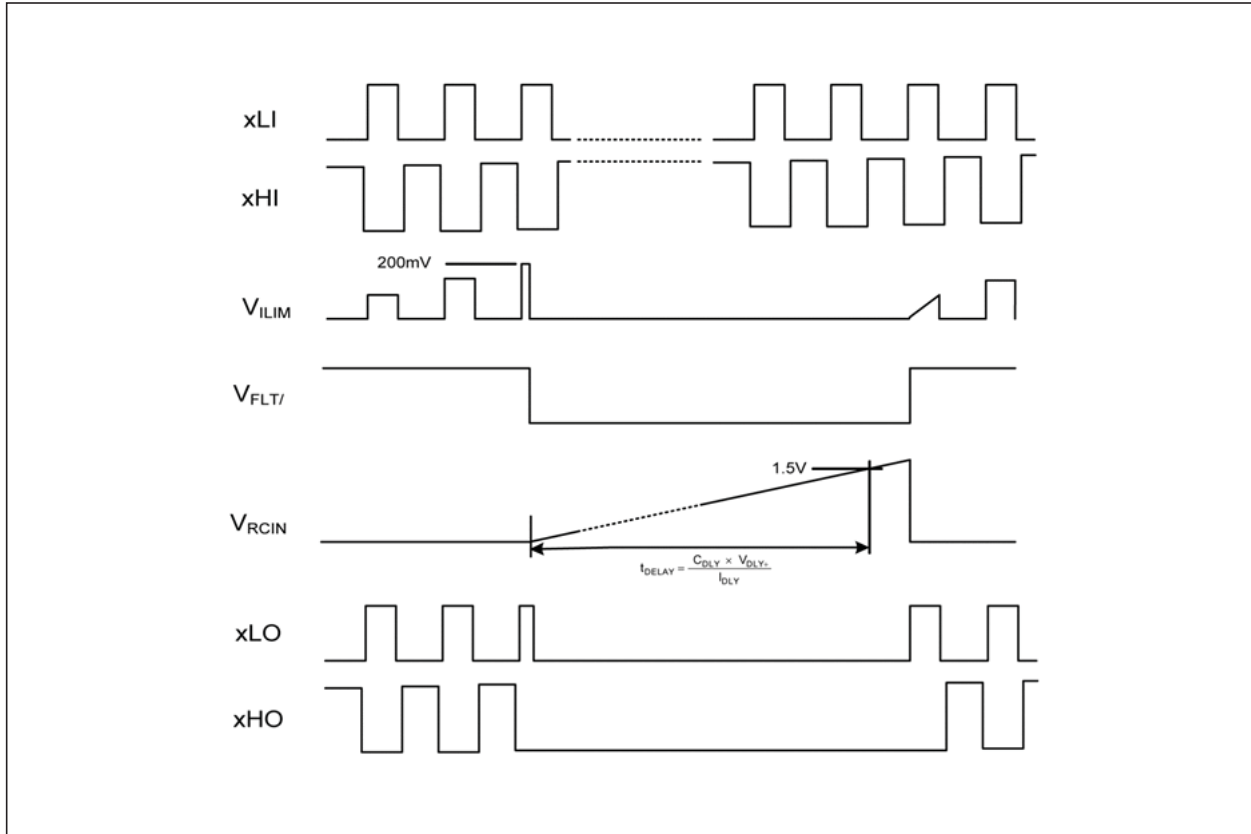 xLI
xHI
200mV
VILIM
VFLT/
1.5V
VRCIN
tDELAY = CDLY × VDLY+
IDLY
xLO
xHO